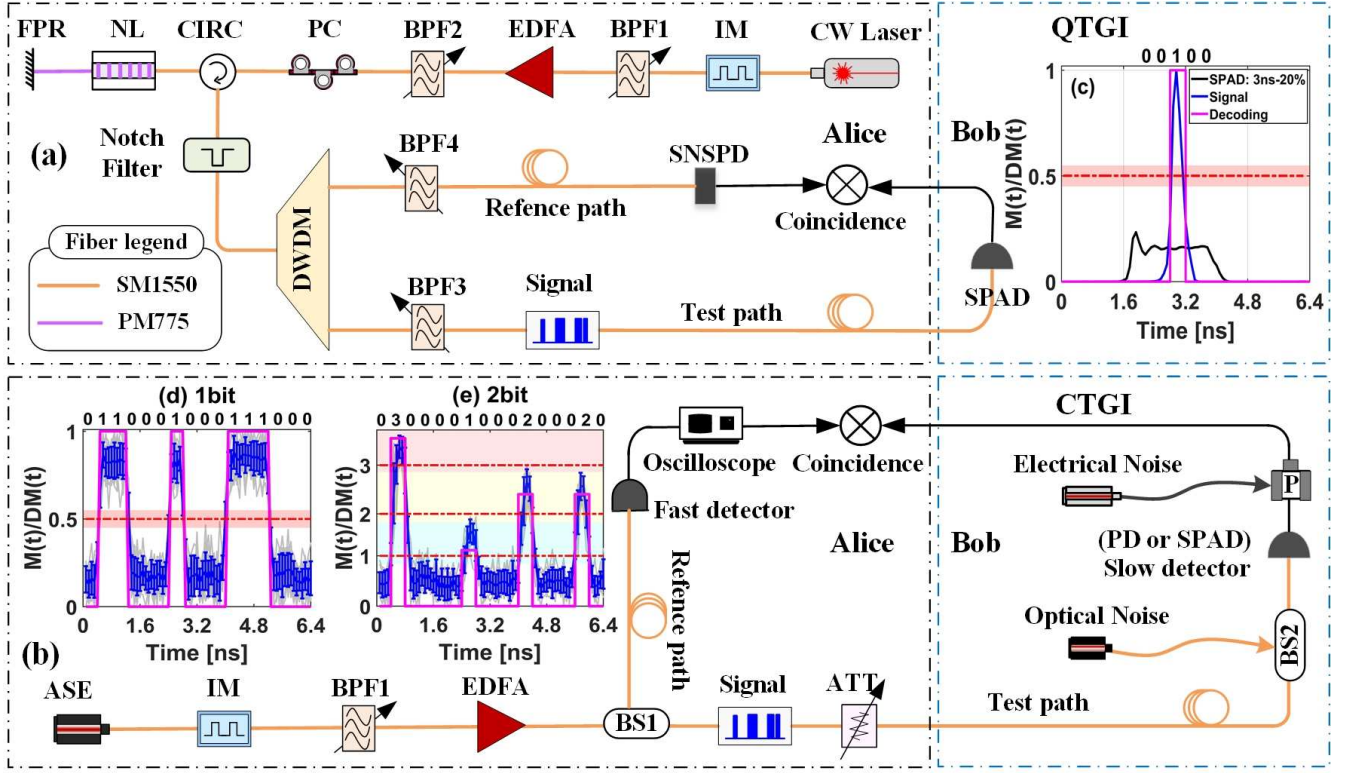 FPR NL CIRC PC BPF2 EDFA BPF1 IM CW Laser
QTGI
0 0 1 0 0
(c)
SPAD: 3ns-20%
Signal
Decoding
M(t)/DM(t)
1
0.5
0
0 1.6 3.2 4.8 6.4
Time [ns]
Notch
Filter
(a)
BPF4
SNSPD
Alice
Bob
Refence path
Coincidence
DWDM
Fiber legend
SM1550
PM775
BPF3
Signal
Test path
SPAD
(d) 1bit
0 1 1 0 0 0 1 0 0 0 1 1 1 0 0 0
M(t)/DM(t)
1
0.5
0
0 1.6 3.2 4.8 6.4
Time [ns]
(e) 2bit
0 3 0 0 0 0 1 0 0 0 2 0 0 0 2 0
M(t)/DM(t)
3
2
1
0
0 1.6 3.2 4.8 6.4
Time [ns]
Oscilloscope
Coincidence
CTGI
Electrical Noise
P
Fast detector
Alice
Bob
(PD or SPAD)
Slow detector
Refence path
Optical Noise
BS2
(b)
ASE IM BPF1 EDFA
BS1
Signal
ATT
Test path